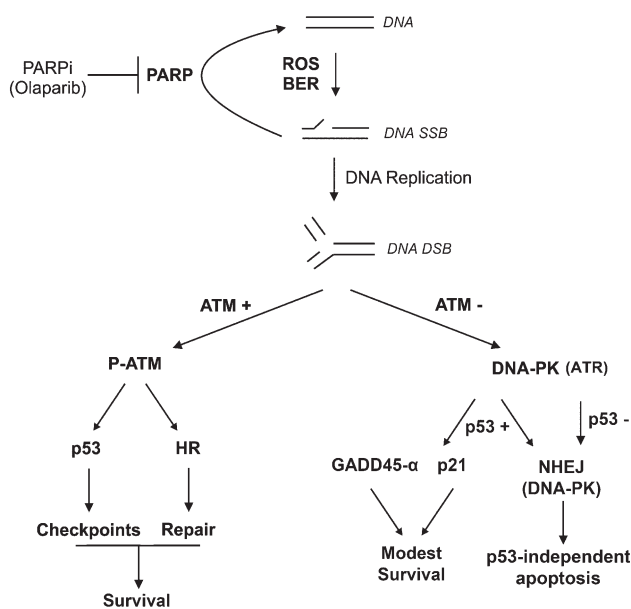 DNA
PARPi
(Olaparib)
PARP
ROS
BER
DNA SSB
DNA Replication
DNA DSB
ATM +
ATM -
P-ATM
DNA-PK (ATR)
p53
HR
p53 +
p53 -
GADD45-α
p21
NHEJ
(DNA-PK)
Checkpoints
Repair
Modest
Survival
p53-independent
apoptosis
Survival